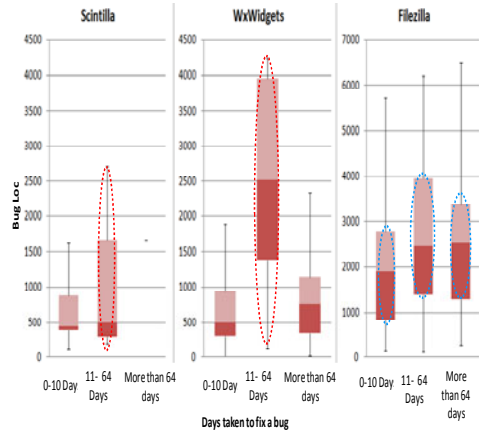 Scintilla
WxWidgets
Filezilla
Bug Loc
4500
4000
3500
3000
2500
2000
1500
1000
500
0
0-10 Day
11- 64
Days
More than 64
days
4500
4000
3500
3000
2500
2000
1500
1000
500
0
0-10 Day
11- 64
Days
More than 64
days
7000
6000
5000
4000
3000
2000
1000
0
0-10 Day
11- 64
Days
More
than 64
days
Days taken to fix a bug